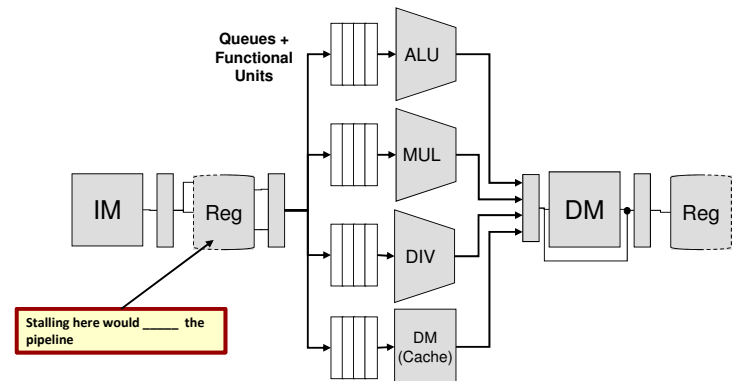 Queues +
Functional
Units
ALU
MUL
IM
Reg
DM
Reg
DIV
Stalling here would _____ the
pipeline
DM
(Cache)